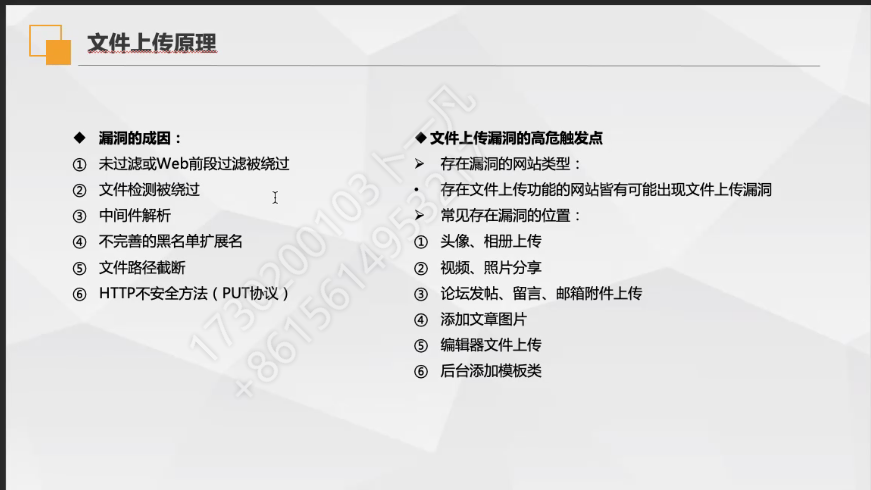 文件上传原理
◆ 漏洞的成因：
① 未过滤或Web前段过滤被绕过
② 文件检测被绕过
③ 中间件解析
④ 不完善的黑名单扩展名
⑤ 文件路径截断
⑥ HTTP不安全方法（PUT协议）
◆ 文件上传漏洞的高危触发点
➢ 存在漏洞的网站类型：
• 存在文件上传功能的网站皆有可能出现文件上传漏洞
➢ 常见存在漏洞的位置：
① 头像、相册上传
② 视频、照片分享
③ 论坛发帖、留言、邮箱附件上传
④ 添加文章图片
⑤ 编辑器文件上传
⑥ 后台添加模板类